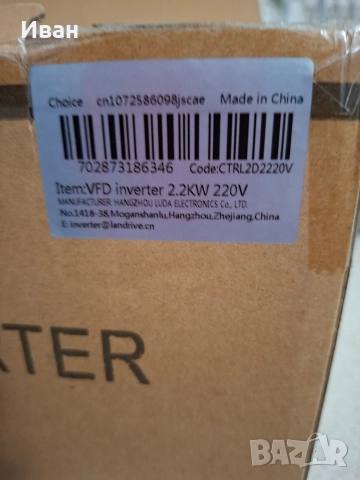 Иван
Choice cn1072586098jscae Made in China
702873186346 Code:CTRL2D2220V
Item:VFD inverter 2.2KW 220V
MANUFACTURER: HANGZHOU LUDA ELECTRONICS Co., LTD.
No.1418-38,Moganshanlu,Hangzhou,Zhejiang,China
E: inverter@landrive.cn
ATER
BAZAR